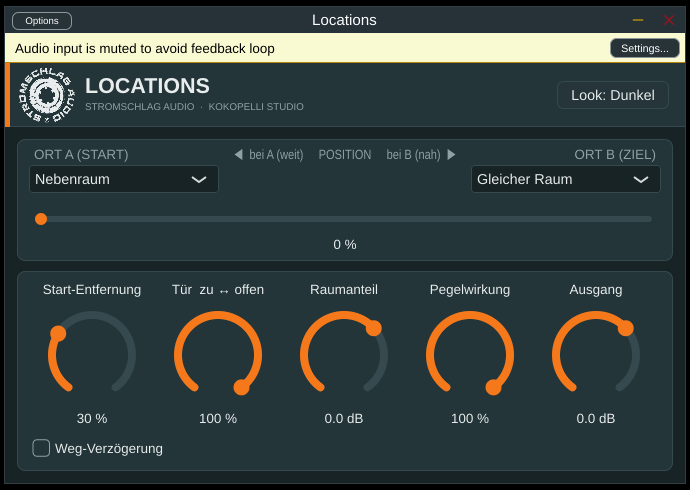 Options
Locations
Audio input is muted to avoid feedback loop
Settings...
STROMSCHLAG AUDIO
LOCATIONS
STROMSCHLAG AUDIO · KOKOPELLI STUDIO
Look: Dunkel
ORT A (START)
◀ bei A (weit) POSITION bei B (nah) ▶
ORT B (ZIEL)
Nebenraum
Gleicher Raum
0 %
Start-Entfernung
Tür zu ↔ offen
Raumanteil
Pegelwirkung
Ausgang
30 %
100 %
0.0 dB
100 %
0.0 dB
Weg-Verzögerung